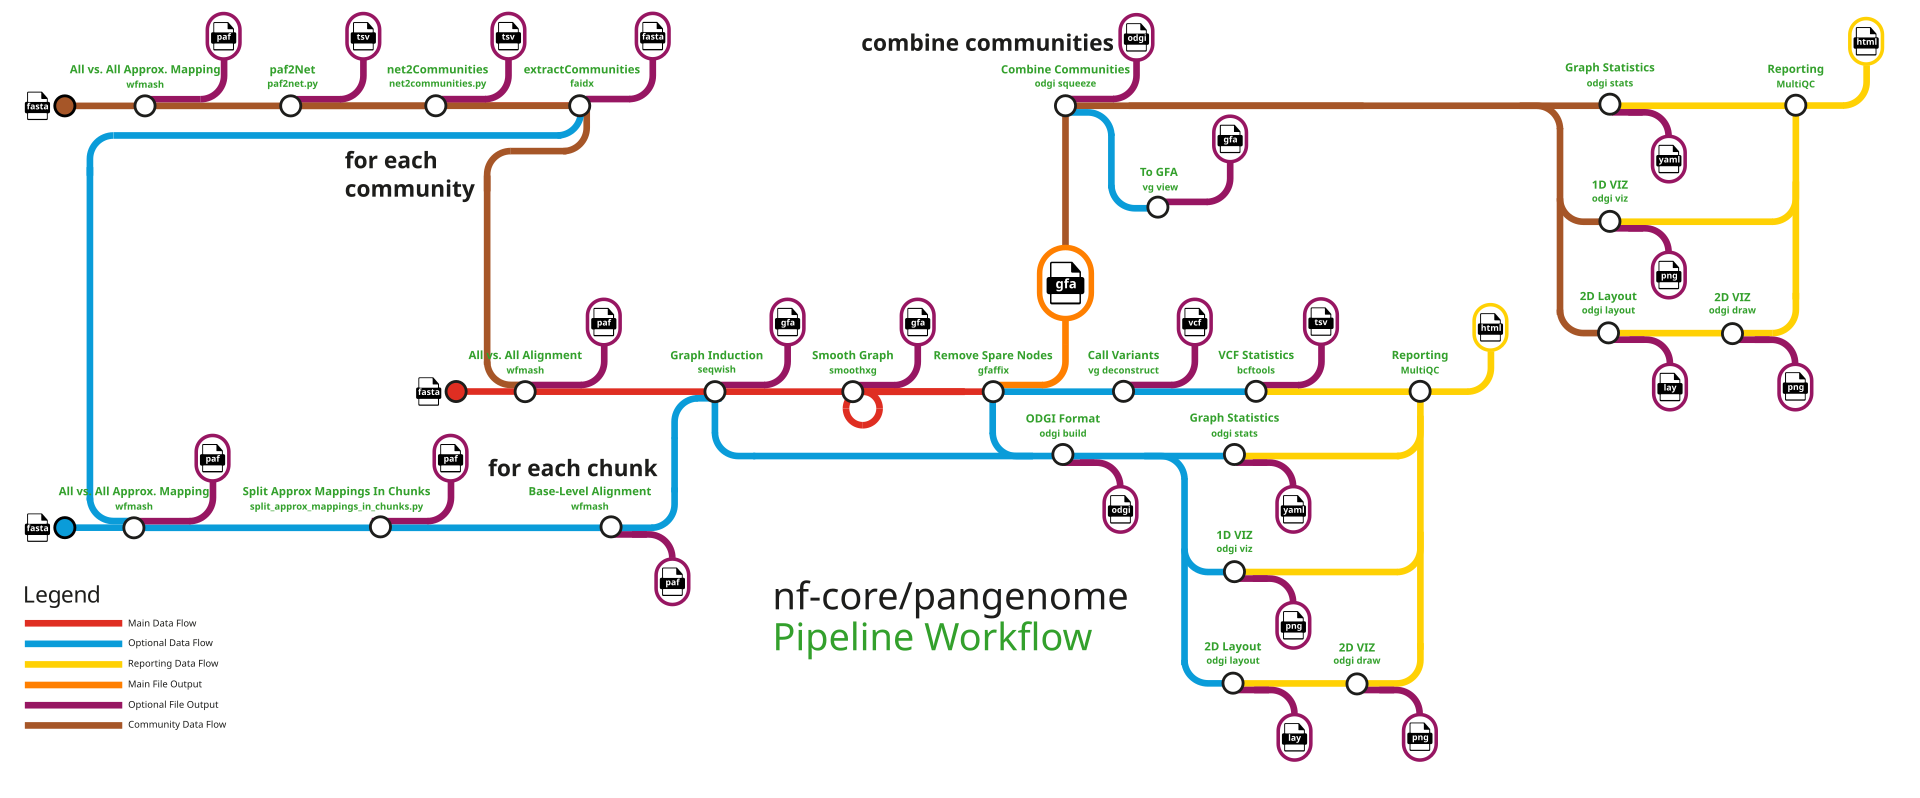 paf
tsv
tsv
fasta
All vs. All Approx. Mapping
wfmash
paf2Net
paf2net.py
net2Communities
net2communities.py
extractCommunities
faidx
fasta
for each
community
combine communities
odgi
Combine Communities
odgi squeeze
To GFA
vg view
gfa
gfa
Graph Statistics
odgi stats
yaml
Reporting
MultiQC
html
1D VIZ
odgi viz
png
2D Layout
odgi layout
lay
2D VIZ
odgi draw
png
fasta
All vs. All Alignment
wfmash
paf
Graph Induction
seqwish
gfa
Smooth Graph
smoothxg
gfa
Remove Spare Nodes
gfaffix
Call Variants
vg deconstruct
vcf
VCF Statistics
bcftools
tsv
Reporting
MultiQC
html
ODGI Format
odgi build
odgi
Graph Statistics
odgi stats
yaml
1D VIZ
odgi viz
png
2D Layout
odgi layout
lay
2D VIZ
odgi draw
png
for each chunk
fasta
All vs. All Approx. Mapping
wfmash
paf
Split Approx Mappings In Chunks
split_approx_mappings_in_chunks.py
paf
Base-Level Alignment
wfmash
paf
nf-core/pangenome
Pipeline Workflow
Legend
Main Data Flow
Optional Data Flow
Reporting Data Flow
Main File Output
Optional File Output
Community Data Flow